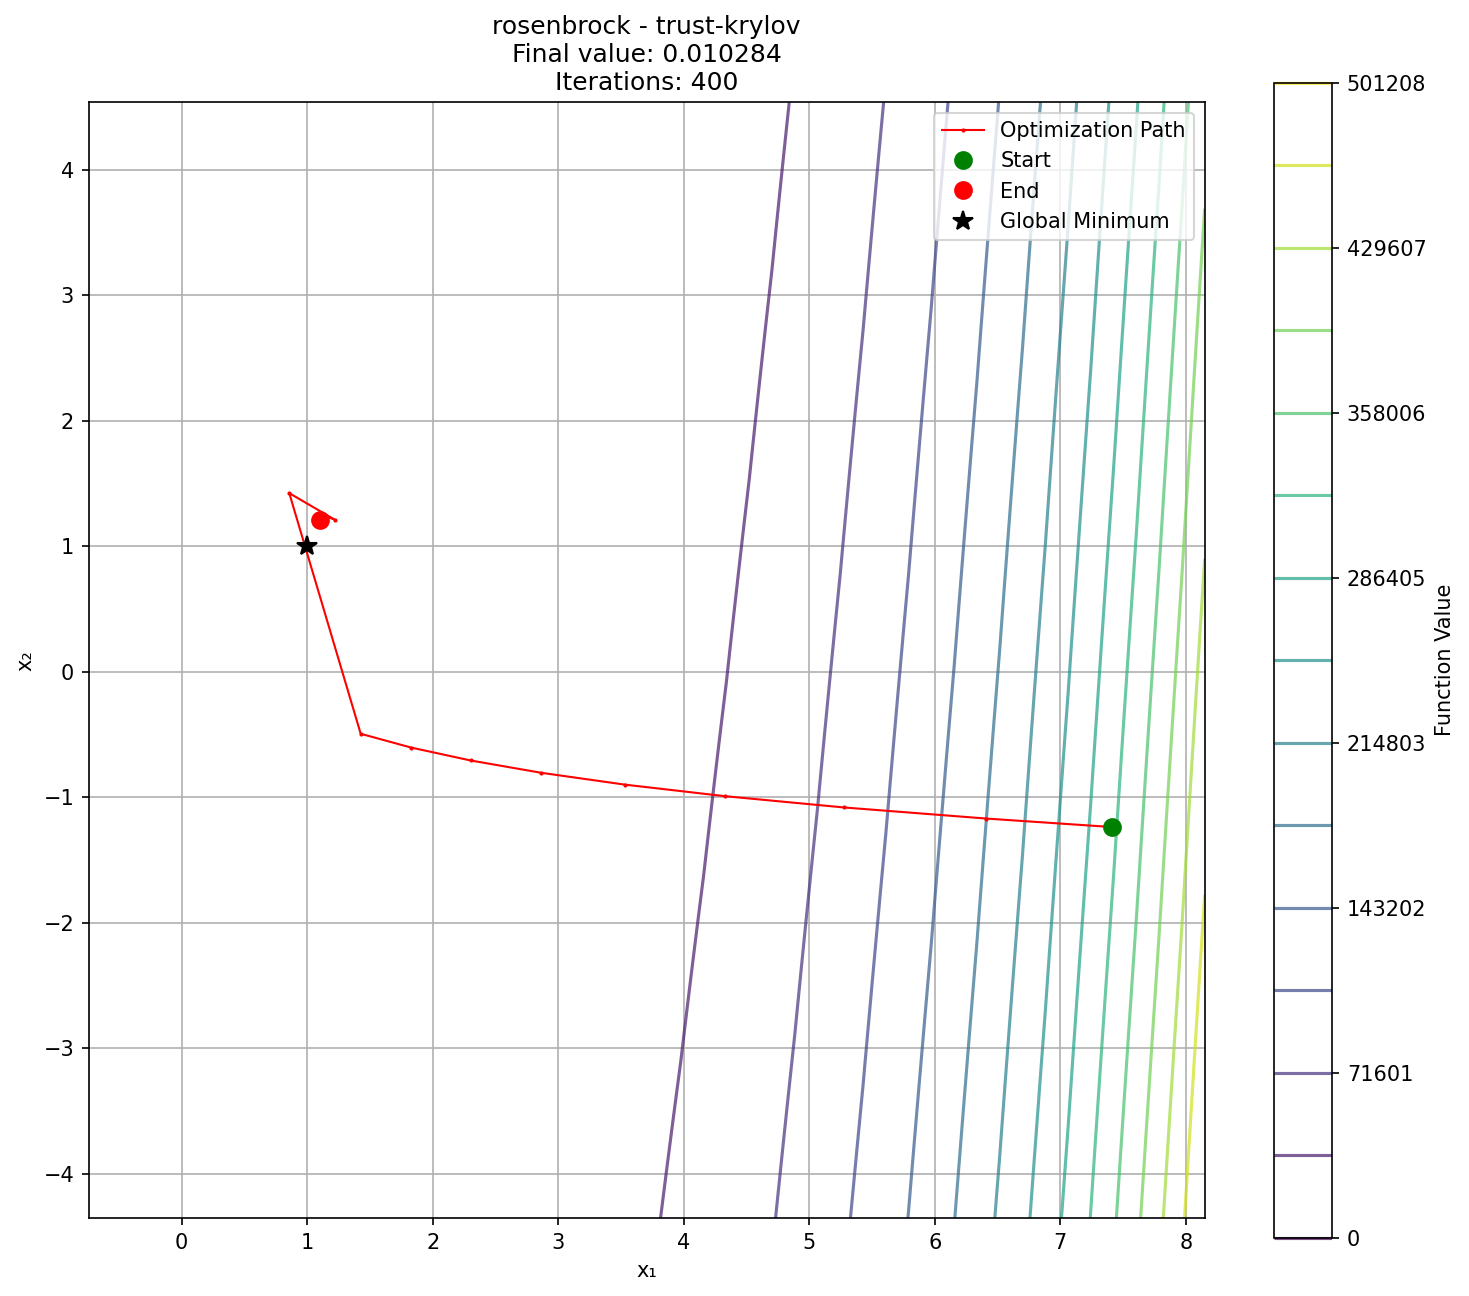 rosenbrock - trust-krylov
Final value: 0.010284
Iterations: 400
Optimization Path
Start
End
Global Minimum
4
3
2
1
0
−1
−2
−3
−4
x₂
0
1
2
3
4
5
6
7
8
x₁
501208
429607
358006
286405
214803
143202
71601
0
Function Value